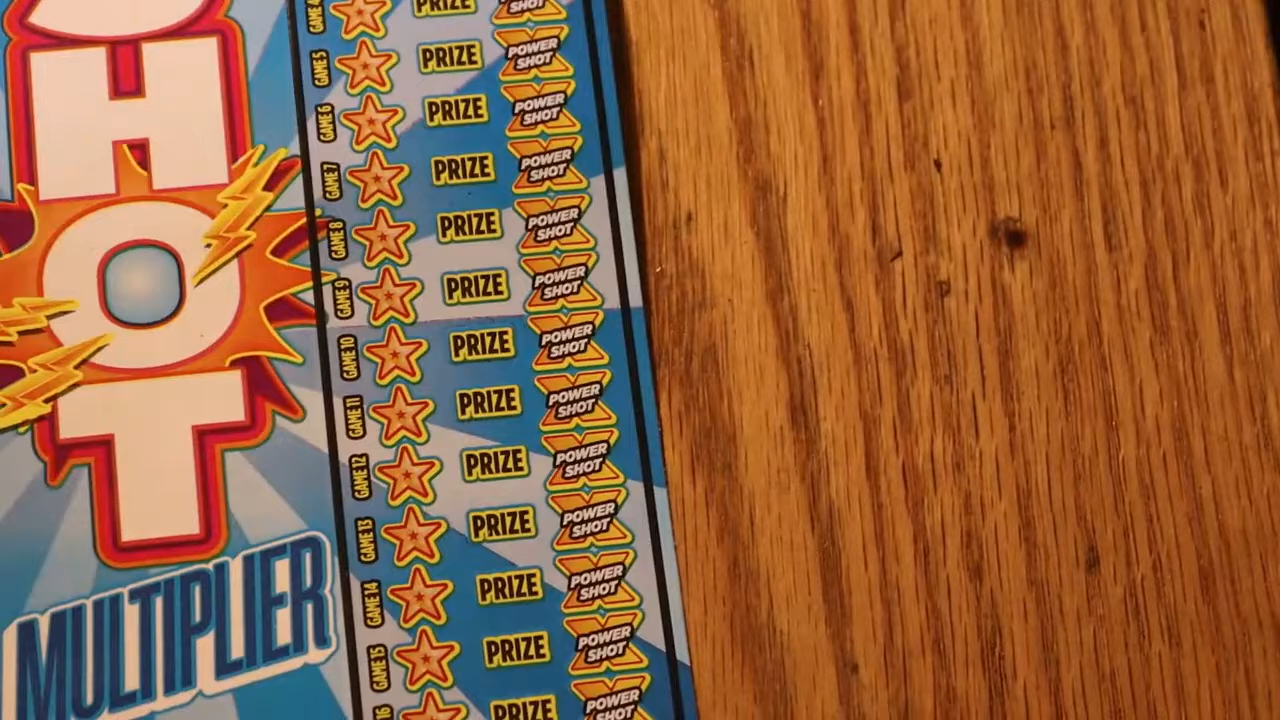 HOT
MULTIPLIER
GAME 4 PRIZE SHOT
GAME 5 PRIZE POWER SHOT
GAME 6 PRIZE POWER SHOT
GAME 7 PRIZE POWER SHOT
GAME 8 PRIZE POWER SHOT
GAME 9 PRIZE POWER SHOT
GAME 10 PRIZE POWER SHOT
GAME 11 PRIZE POWER SHOT
GAME 12 PRIZE POWER SHOT
GAME 13 PRIZE POWER SHOT
GAME 14 PRIZE POWER SHOT
GAME 15 PRIZE POWER SHOT
16 PRIZE POWER SHOT